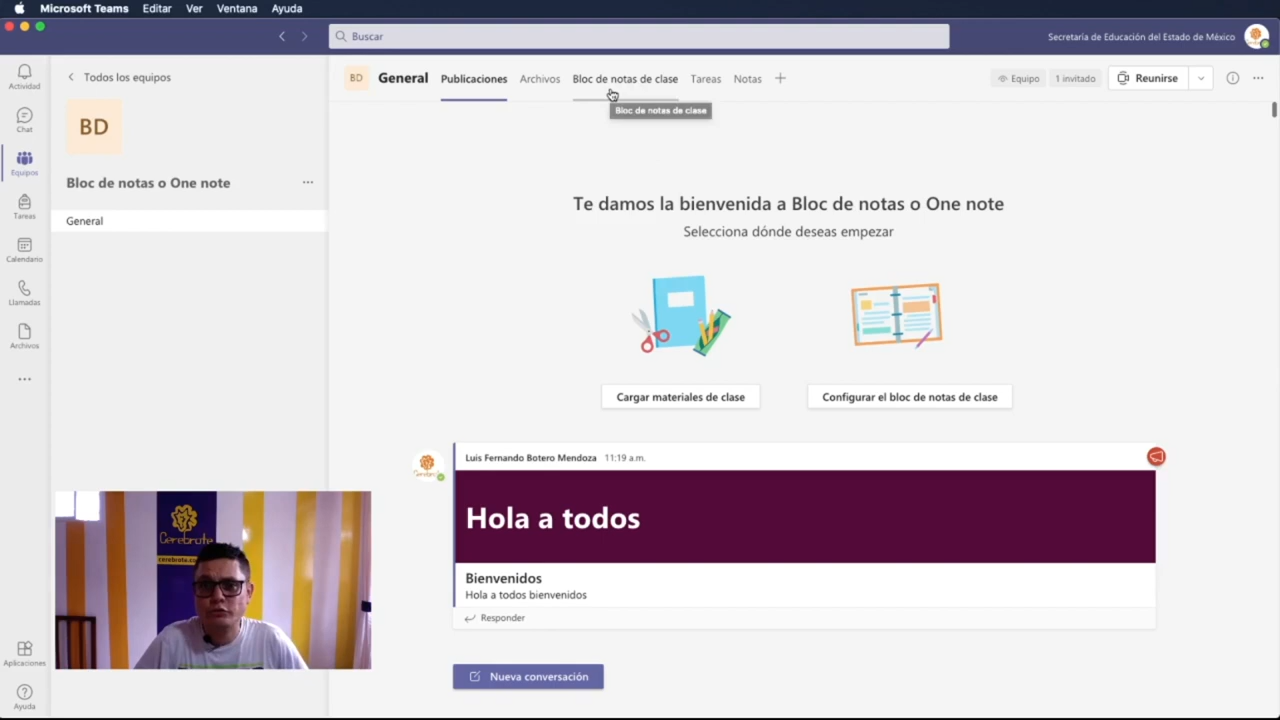 Microsoft Teams Editar Ver Ventana Ayuda
Buscar
Secretaría de Educación del Estado de México
Actividad
Chat
Equipos
Tareas
Calendario
Llamadas
Archivos
Aplicaciones
Ayuda
Todos los equipos
BD
Bloc de notas o One note
General
BD General Publicaciones Archivos Bloc de notas de clase Tareas Notas
Equipo 1 invitado Reunirse
Bloc de notas de clase
Te damos la bienvenida a Bloc de notas o One note
Selecciona dónde deseas empezar
Cargar materiales de clase Configurar el bloc de notas de clase
Luis Fernando Botero Mendoza 11:19 a.m.
Hola a todos
Bienvenidos
Hola a todos bienvenidos
Responder
Nueva conversación
Cerebrote